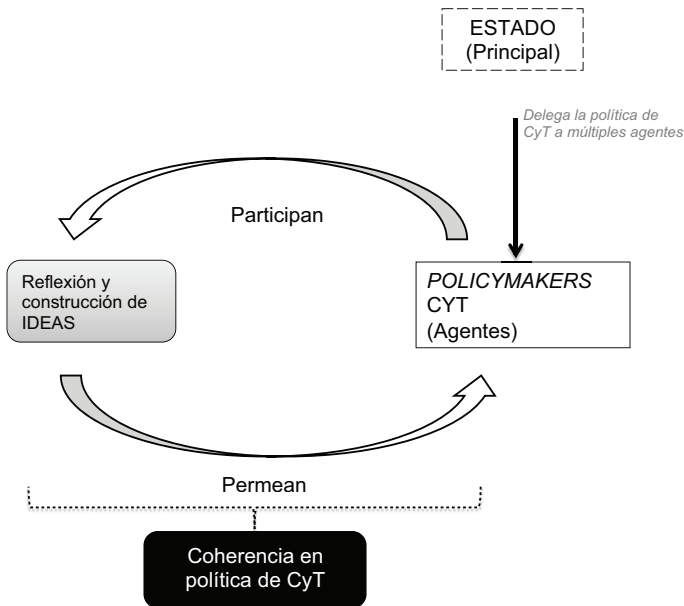 ESTADO
(Principal)
Delega la política de
CyT a múltiples agentes
Participan
Reflexión y
construcción de
IDEAS
POLICYMAKERS
CYT
(Agentes)
Permean
Coherencia en
política de CyT